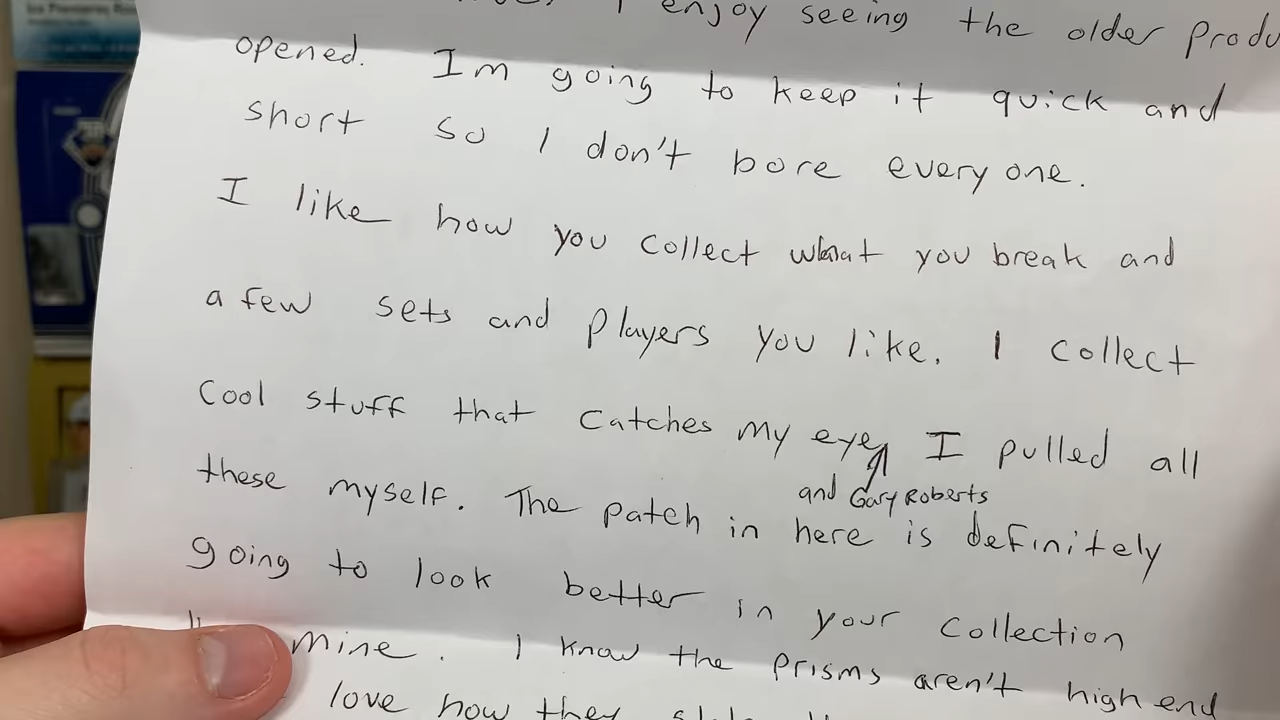 I enjoy seeing the older produ
opened. Im going to keep it quick and
short so I don't bore everyone.
I like how you collect what you break and
a few sets and players you like. I collect
Cool stuff that catches my eye I pulled all
and Gary Roberts
these myself. The patch in here is definitely
going to look better in your collection
mine. I know the Prisms aren't high end
love how they